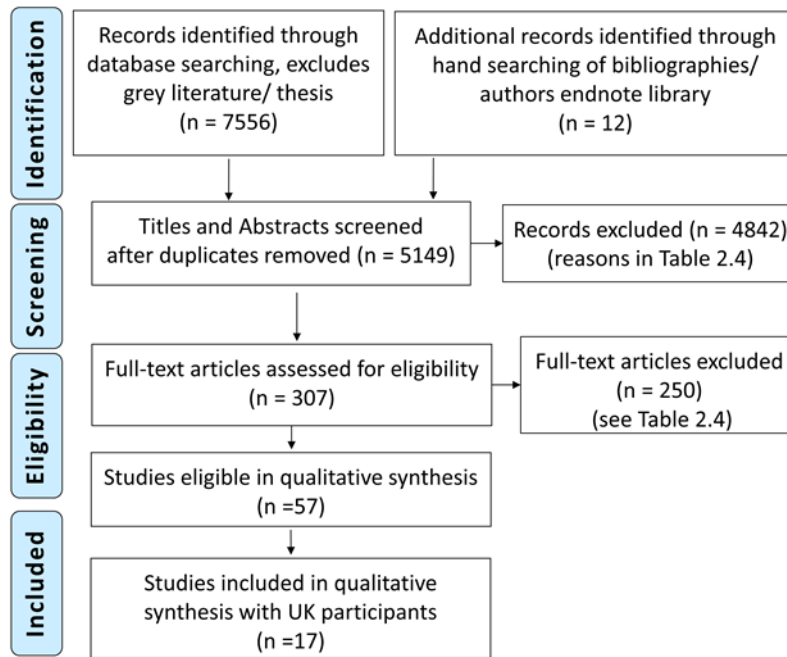 Identification
Records identified through
database searching, excludes
grey literature/ thesis
(n = 7556)
Additional records identified through
hand searching of bibliographies/
authors endnote library
(n = 12)
Screening
Titles and Abstracts screened
after duplicates removed (n = 5149)
Records excluded (n = 4842)
(reasons in Table 2.4)
Eligibility
Full-text articles assessed for eligibility
(n = 307)
Full-text articles excluded
(n = 250)
(see Table 2.4)
Studies eligible in qualitative synthesis
(n =57)
Included
Studies included in qualitative
synthesis with UK participants
(n =17)